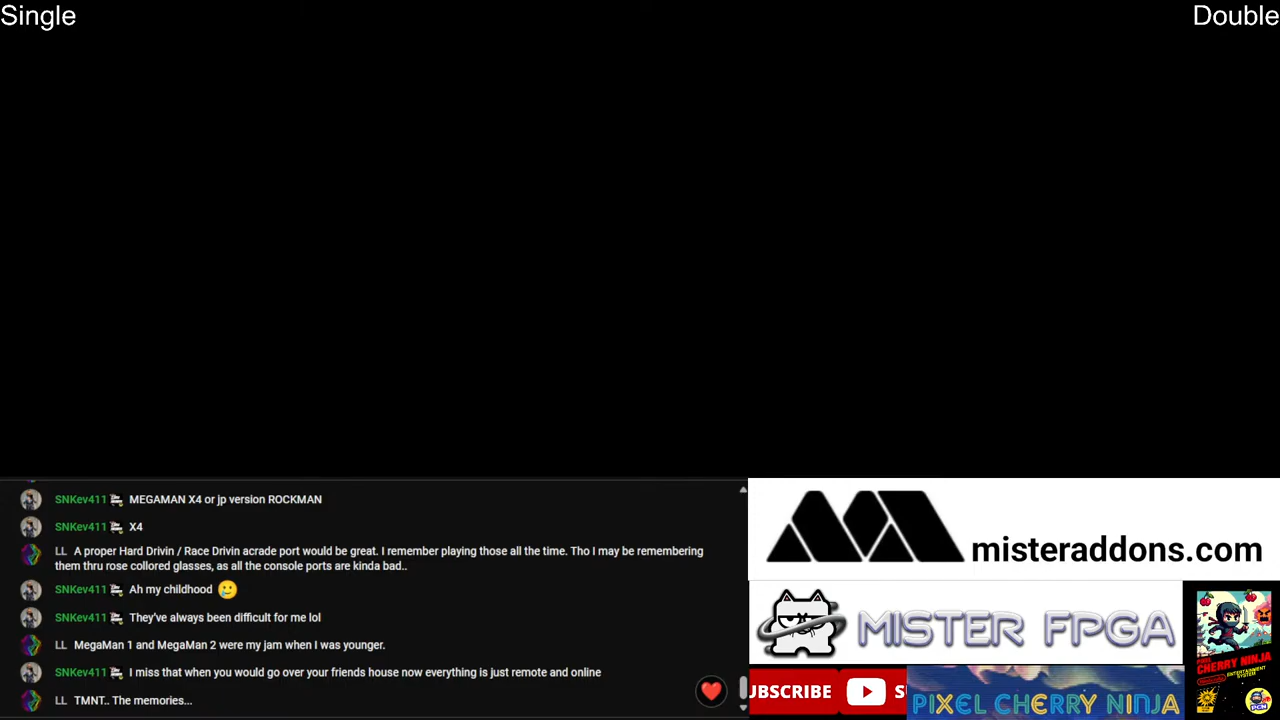 Single
Double
SNKev411 MEGAMAN X4 or jp version ROCKMAN
SNKev411 X4
LL A proper Hard Drivin / Race Drivin acrade port would be great. I remember playing those all the time. Tho I may be remembering
them thru rose collored glasses, as all the console ports are kinda bad..
SNKev411 Ah my childhood
SNKev411 They've always been difficult for me lol
LL MegaMan 1 and MegaMan 2 were my jam when I was younger.
SNKev411 I miss that when you would go over your friends house now everything is just remote and online
LL TMNT.. The memories...
misteraddons.com
MISTER FPGA
UBSCRIBE
SU
PIXEL CHERRY NINJA
PIXEL
CHERRY NINJA
ENTERTAINMENT
SYSTEM
PCN